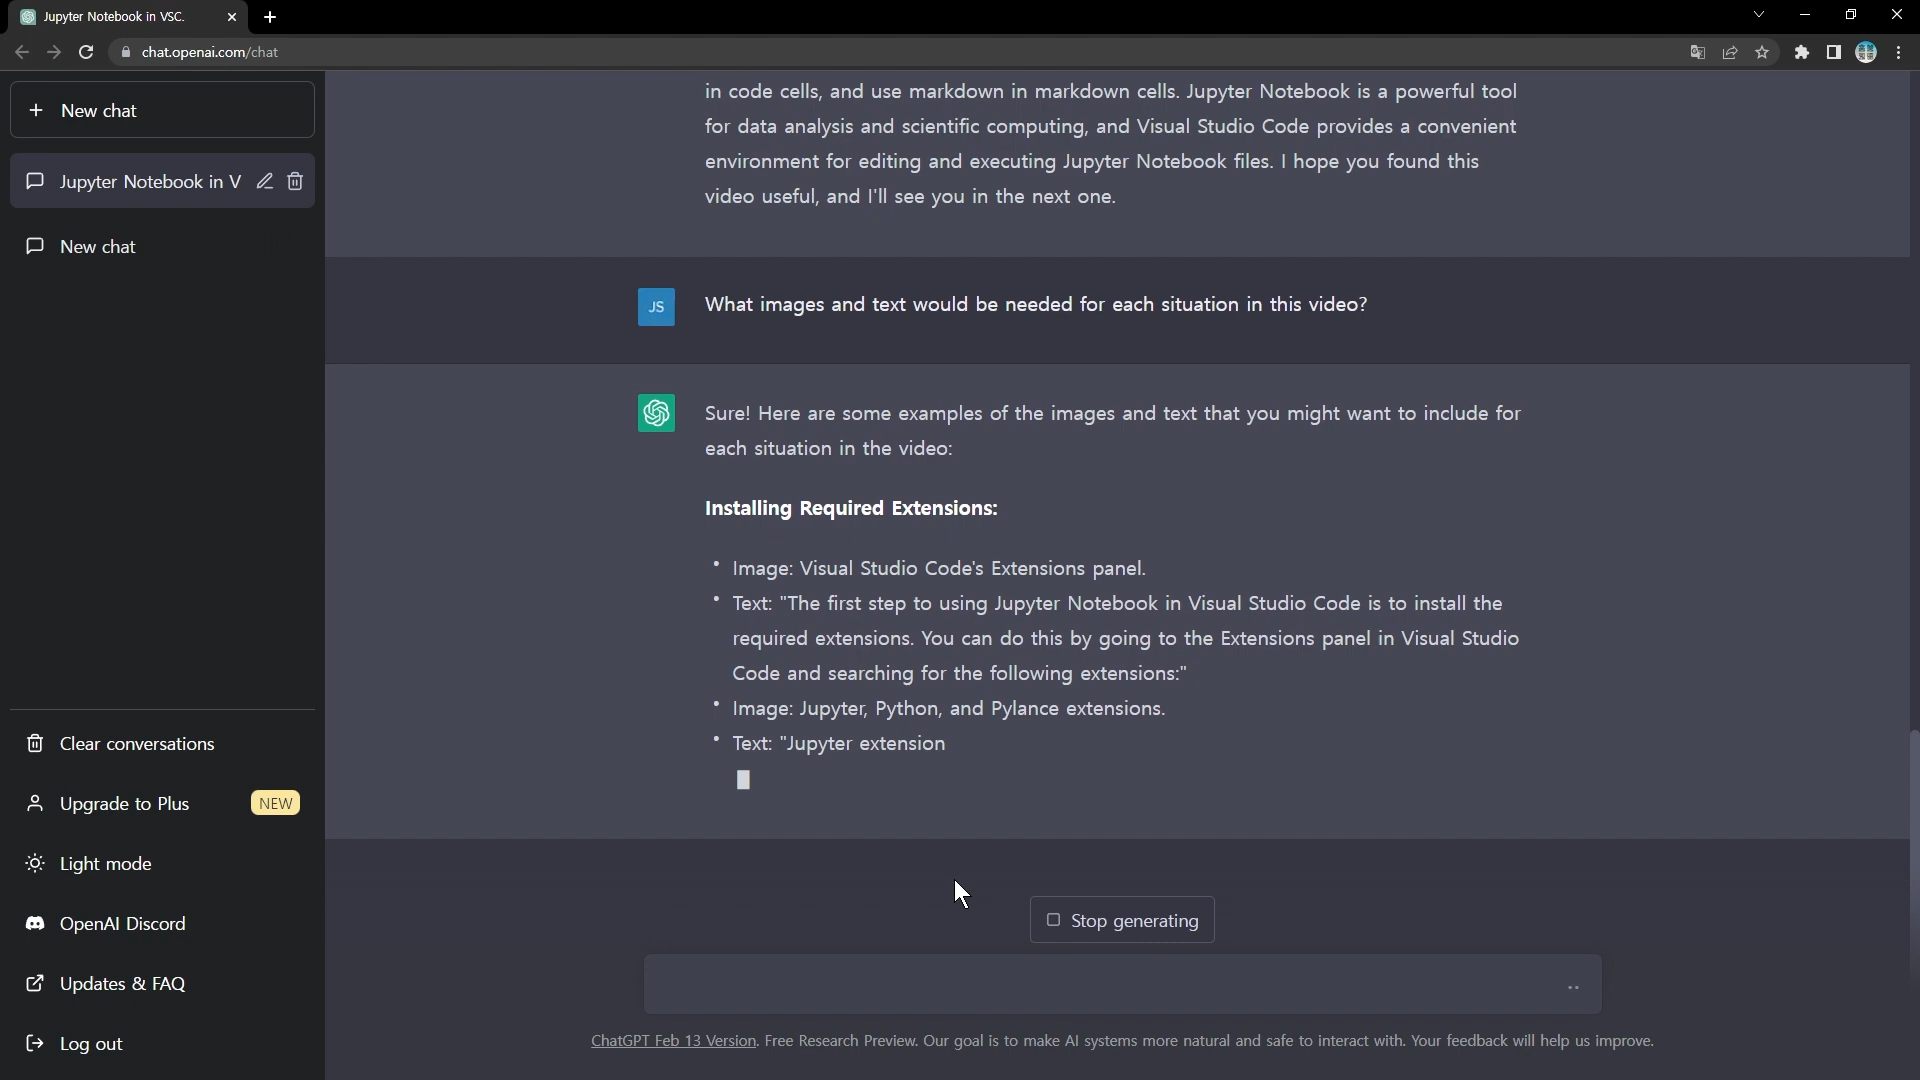 Jupyter Notebook in VSC.
chat.openai.com/chat
New chat
Jupyter Notebook in V
New chat
in code cells, and use markdown in markdown cells. Jupyter Notebook is a powerful tool
for data analysis and scientific computing, and Visual Studio Code provides a convenient
environment for editing and executing Jupyter Notebook files. I hope you found this
video useful, and I'll see you in the next one.
JS
What images and text would be needed for each situation in this video?
Sure! Here are some examples of the images and text that you might want to include for
each situation in the video:
Installing Required Extensions:
• Image: Visual Studio Code's Extensions panel.
• Text: "The first step to using Jupyter Notebook in Visual Studio Code is to install the
required extensions. You can do this by going to the Extensions panel in Visual Studio
Code and searching for the following extensions:"
• Image: Jupyter, Python, and Pylance extensions.
• Text: "Jupyter extension
Clear conversations
Upgrade to Plus NEW
Light mode
OpenAI Discord
Updates & FAQ
Log out
Stop generating
ChatGPT Feb 13 Version. Free Research Preview. Our goal is to make AI systems more natural and safe to interact with. Your feedback will help us improve.